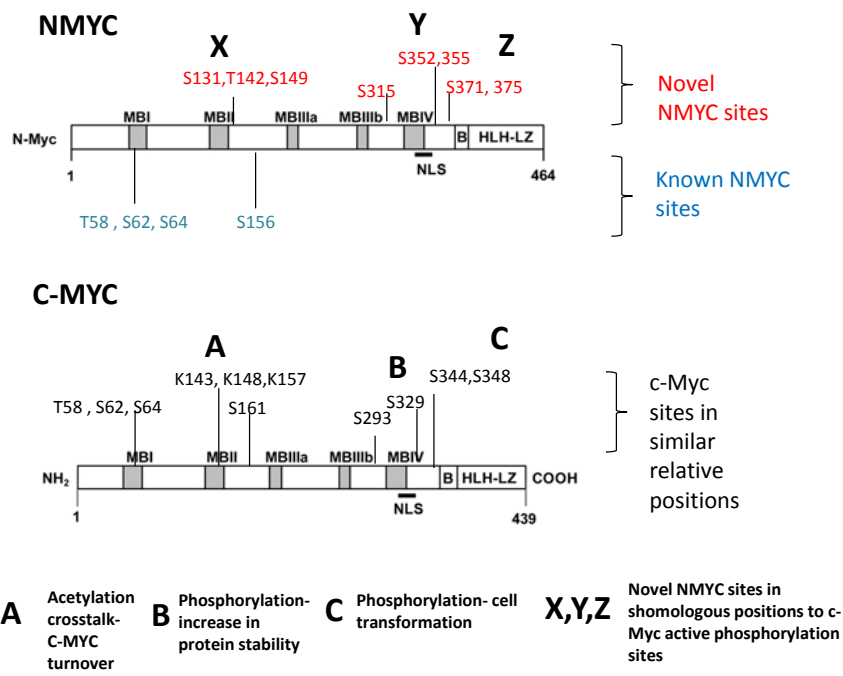 NMYC
X
Y
Z
S131,T142,S149
S315
S352,355
S371, 375
Novel
NMYC sites
MBI
MBII
MBIIIa
MBIIIb
MBIV
N-Myc
B
HLH-LZ
1
NLS
464
T58 , S62, S64
S156
Known NMYC
sites
C-MYC
A
B
C
K143, K148,K157
T58 , S62, S64
S161
S293
S329
S344,S348
c-Myc
sites in
similar
relative
positions
MBI
MBII
MBIIIa
MBIIIb
MBIV
NH2
B
HLH-LZ
COOH
1
NLS
439
A
Acetylation
crosstalk-
C-MYC
turnover
B
Phosphorylation-
increase in
protein stability
C
Phosphorylation- cell
transformation
X,Y,Z
Novel NMYC sites in
shomologous positions to c-
Myc active phosphorylation
sites